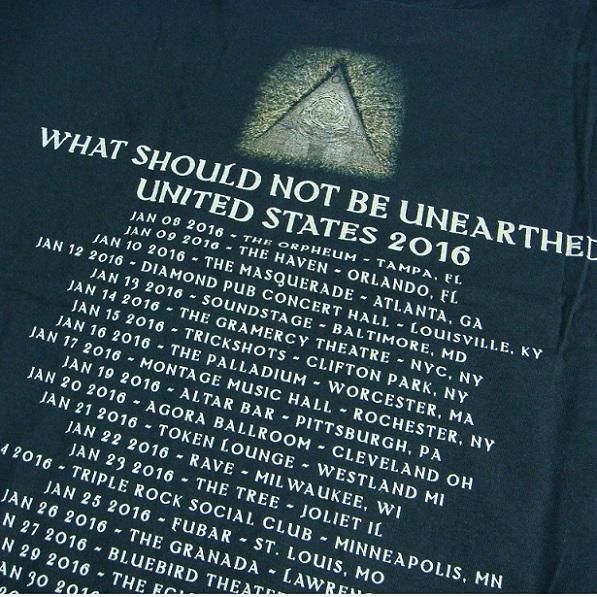 WHAT SHOULD NOT BE UNEARTHED
UNITED STATES 2016
JAN 08 2016 - THE ORPHEUM - TAMPA, FL
JAN 09 2016 - THE HAVEN - ORLANDO, FL
JAN 10 2016 - THE MASQUERADE - ATLANTA, GA
JAN 12 2016 - DIAMOND PUB CONCERT HALL - LOUISVILLE, KY
JAN 13 2016 - SOUNDSTAGE - BALTIMORE, MD
JAN 14 2016 - THE GRAMERCY THEATRE - NYC, NY
JAN 15 2016 - TRICKSHOTS - CLIFTON PARK, NY
JAN 16 2016 - THE PALLADIUM - WORCESTER, MA
JAN 17 2016 - MONTAGE MUSIC HALL - ROCHESTER, NY
JAN 19 2016 - ALTAR BAR - PITTSBURGH, PA
JAN 20 2016 - AGORA BALLROOM - CLEVELAND OH
JAN 21 2016 - TOKEN LOUNGE - WESTLAND MI
JAN 22 2016 - RAVE - MILWAUKEE, WI
JAN 23 2016 - THE TREE - JOLIET IL
4 2016 - TRIPLE ROCK SOCIAL CLUB - MINNEAPOLIS, MN
JAN 25 2016 - FUBAR - ST. LOUIS, MO
JAN 26 2016 - THE GRANADA - LAWREN
N 27 2016 - BLUEBIRD THEATE
N 29 2016 - THE
AN 30 2016